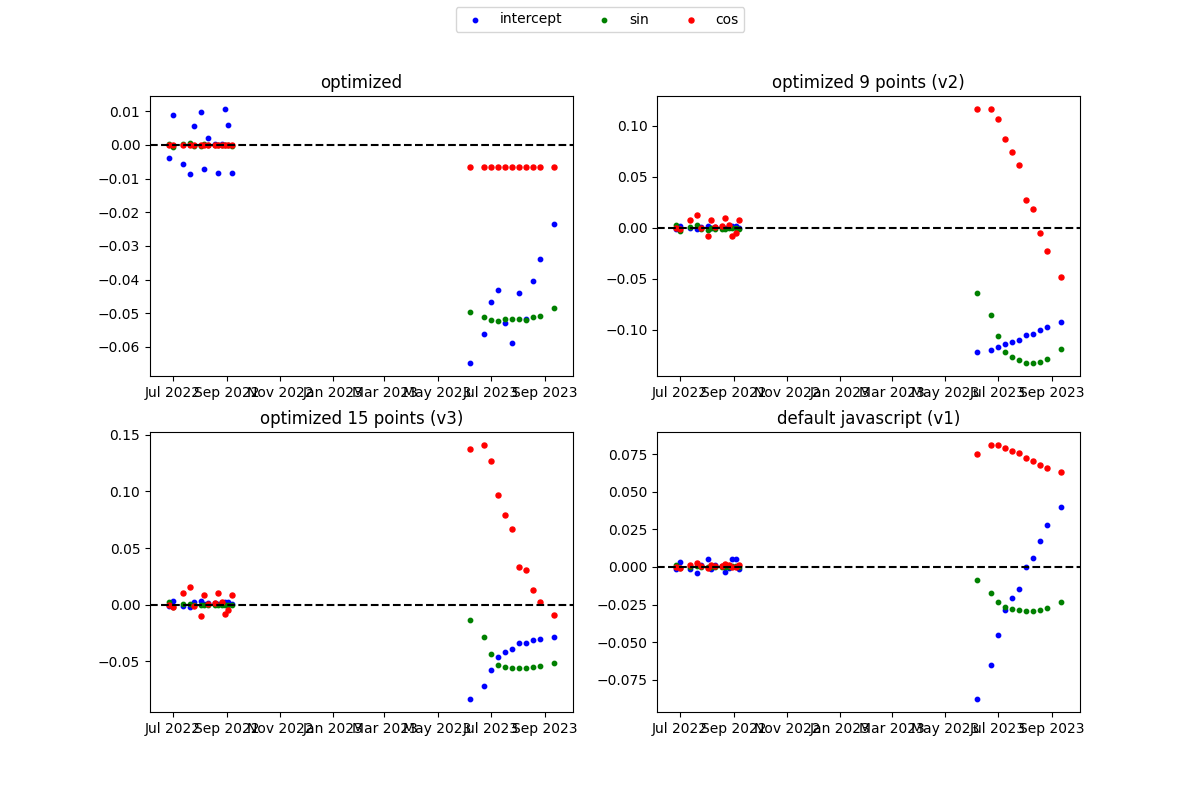 intercept sin cos
optimized
optimized 9 points (v2)
0.01
0.00
−0.01
−0.02
−0.03
−0.04
−0.05
−0.06
0.10
0.05
0.00
−0.05
−0.10
Jul 2022 Sep 2022 Nov 2022 Jan 2023 Mar 2023 May 2023 Jul 2023 Sep 2023
Jul 2022 Sep 2022 Nov 2022 Jan 2023 Mar 2023 May 2023 Jul 2023 Sep 2023
optimized 15 points (v3)
default javascript (v1)
0.15
0.10
0.05
0.00
−0.05
0.075
0.050
0.025
0.000
−0.025
−0.050
−0.075
Jul 2022 Sep 2022 Nov 2022 Jan 2023 Mar 2023 May 2023 Jul 2023 Sep 2023
Jul 2022 Sep 2022 Nov 2022 Jan 2023 Mar 2023 May 2023 Jul 2023 Sep 2023